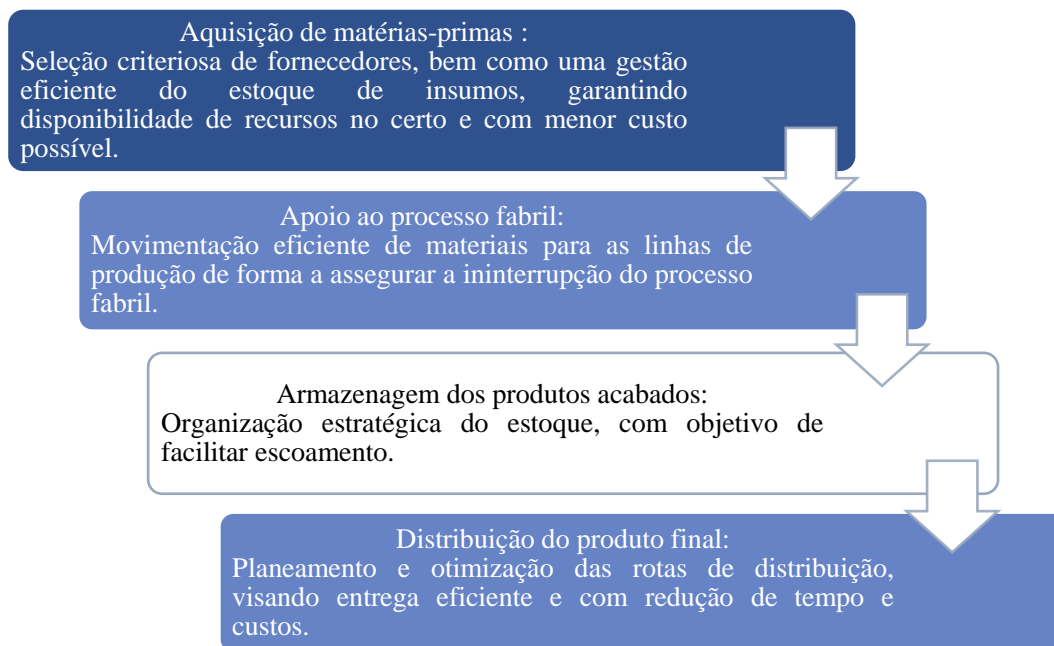 Aquisição de matérias-primas :
Seleção criteriosa de fornecedores, bem como uma gestão
eficiente do estoque de insumos, garantindo
disponibilidade de recursos no certo e com menor custo
possível.
Apoio ao processo fabril:
Movimentação eficiente de materiais para as linhas de
produção de forma a assegurar a ininterrupção do processo
fabril.
Armazenagem dos produtos acabados:
Organização estratégica do estoque, com objetivo de
facilitar escoamento.
Distribuição do produto final:
Planeamento e otimização das rotas de distribuição,
visando entrega eficiente e com redução de tempo e
custos.